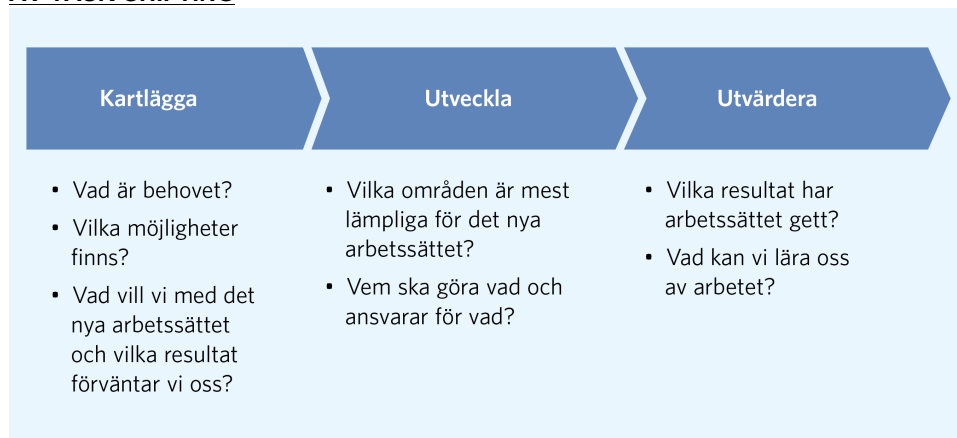 Kartlägga
Utveckla
Utvärdera
• Vad är behovet?
• Vilka möjligheter
finns?
• Vad vill vi med det
nya arbetssättet
och vilka resultat
förväntar vi oss?
• Vilka områden är mest
lämpliga för det nya
arbetssättet?
• Vem ska göra vad och
ansvarar för vad?
• Vilka resultat har
arbetssättet gett?
• Vad kan vi lära oss
av arbetet?